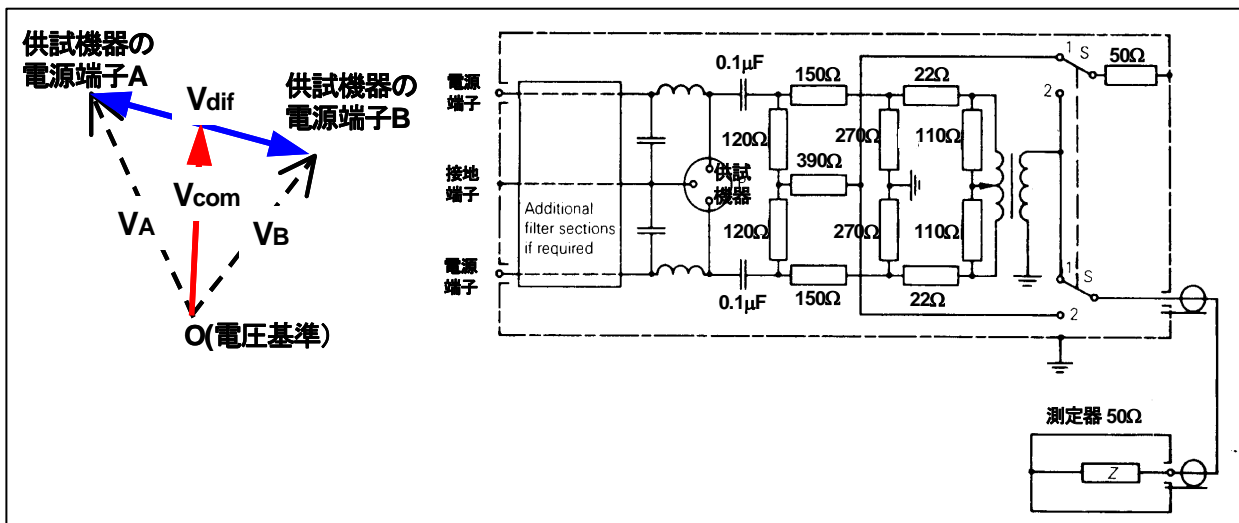 供試機器の
電源端子A
Vdif
供試機器の
電源端子B
Vcom
VA
VB
O(電圧基準)
電源
端子
接地
端子
電源
端子
Additional
filter sections
if required
供試
機器
0.1μF
150Ω
22Ω
120Ω
270Ω
110Ω
390Ω
120Ω
270Ω
110Ω
0.1μF
150Ω
22Ω
1
S
50Ω
2
1
S
2
測定器 50Ω
Z